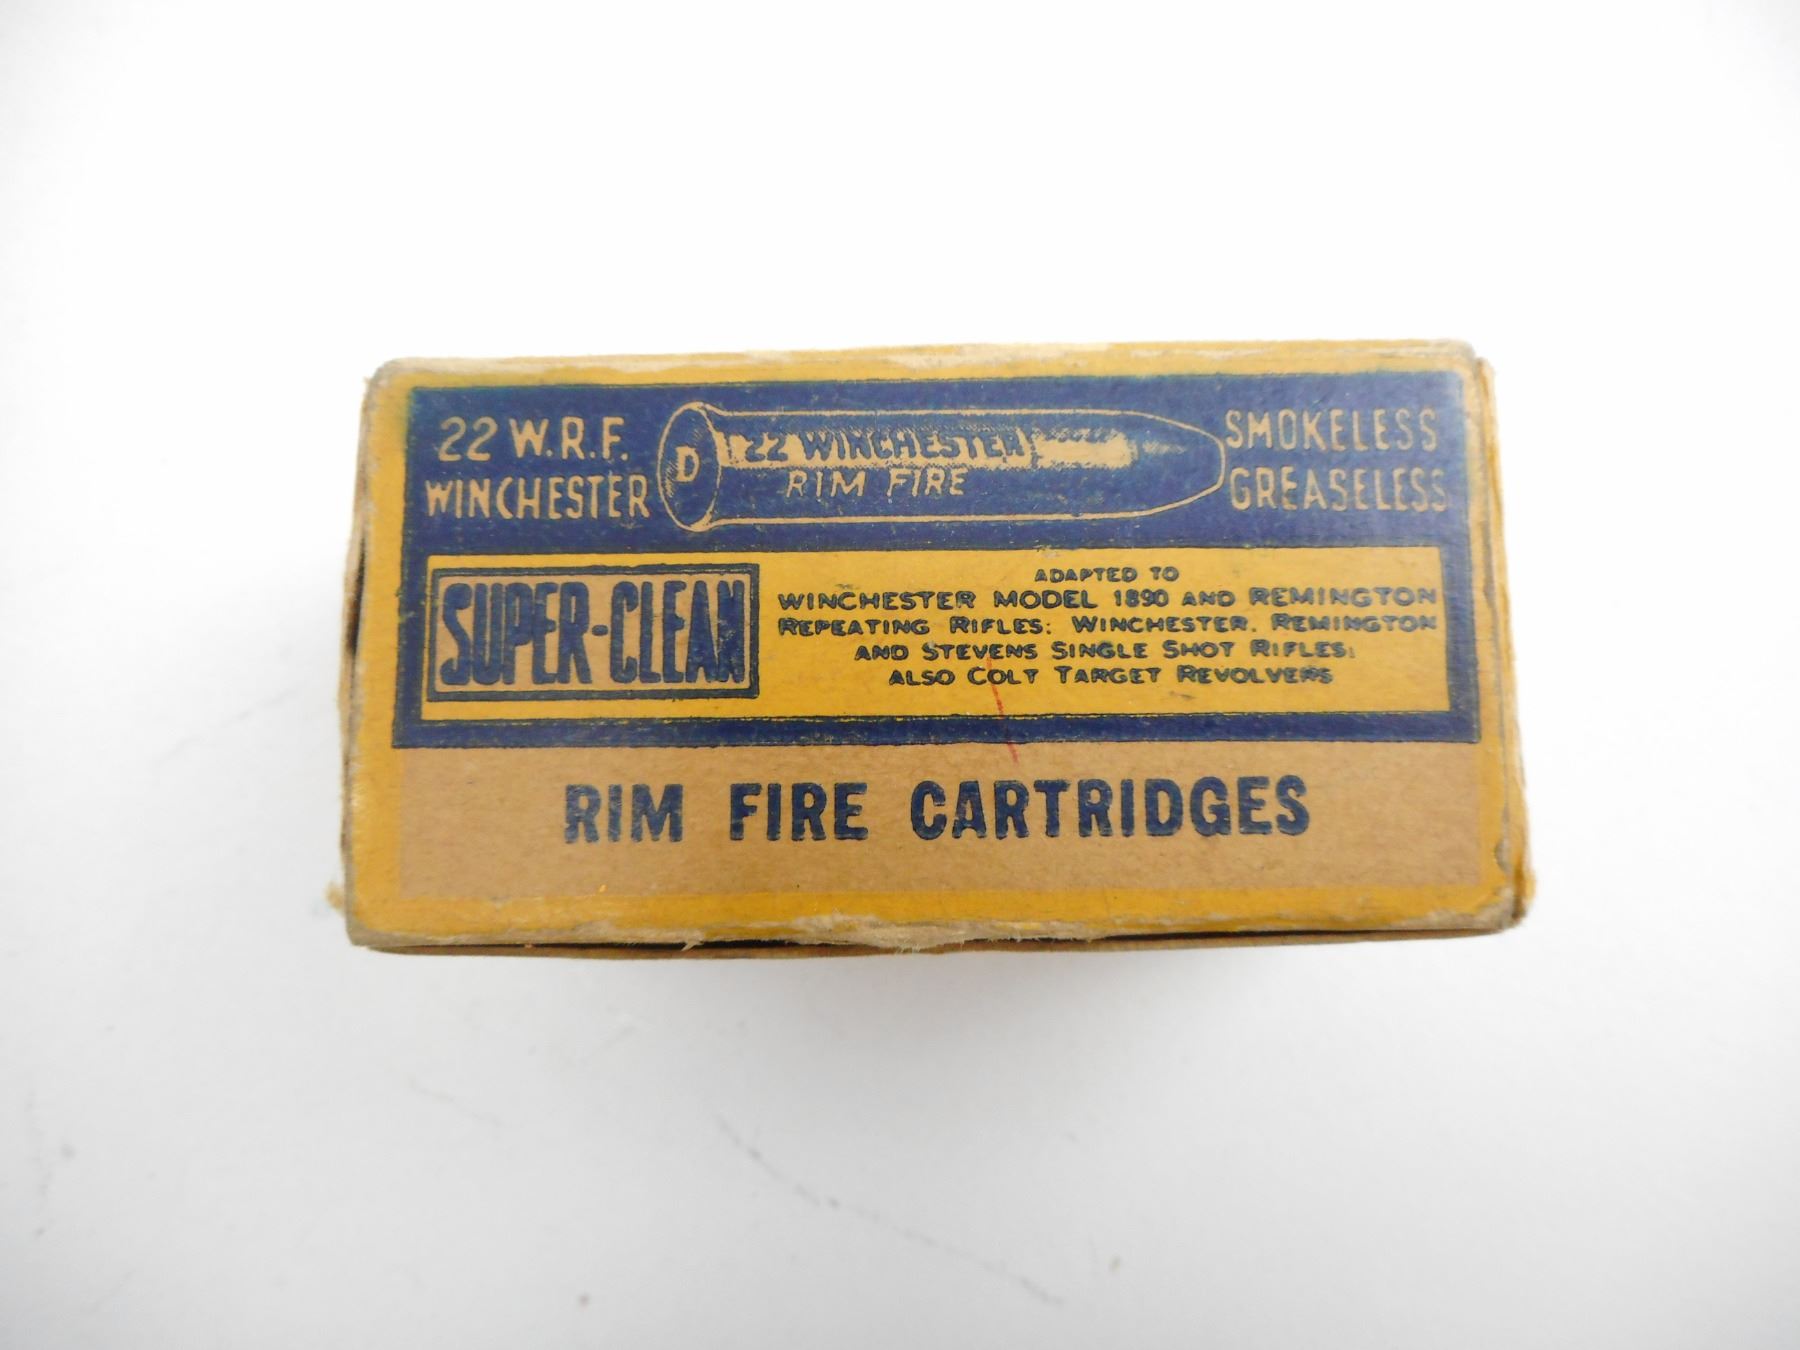 22 W.R.F.
WINCHESTER
D
22 WINCHESTER
RIM FIRE
SMOKELESS
GREASELESS
SUPER-CLEAN
ADAPTED TO
WINCHESTER MODEL 1890 AND REMINGTON
REPEATING RIFLES: WINCHESTER, REMINGTON
AND STEVENS SINGLE SHOT RIFLES;
ALSO COLT TARGET REVOLVERS
RIM FIRE CARTRIDGES